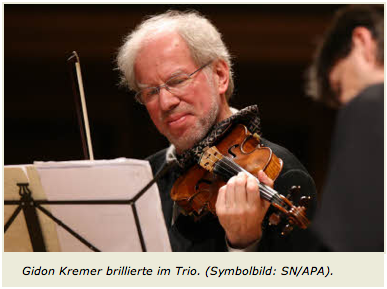 Gidon Kremer brillierte im Trio. (Symbolbild: SN/APA).